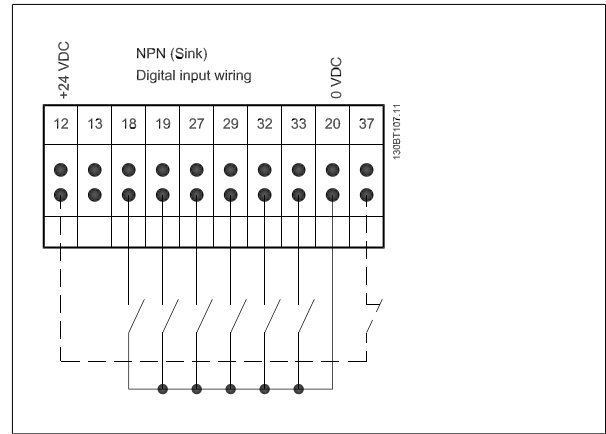 +24 VDC
NPN (Sink)
Digital input wiring
0 VDC
12 13 18 19 27 29 32 33 20 37
130BT107.11